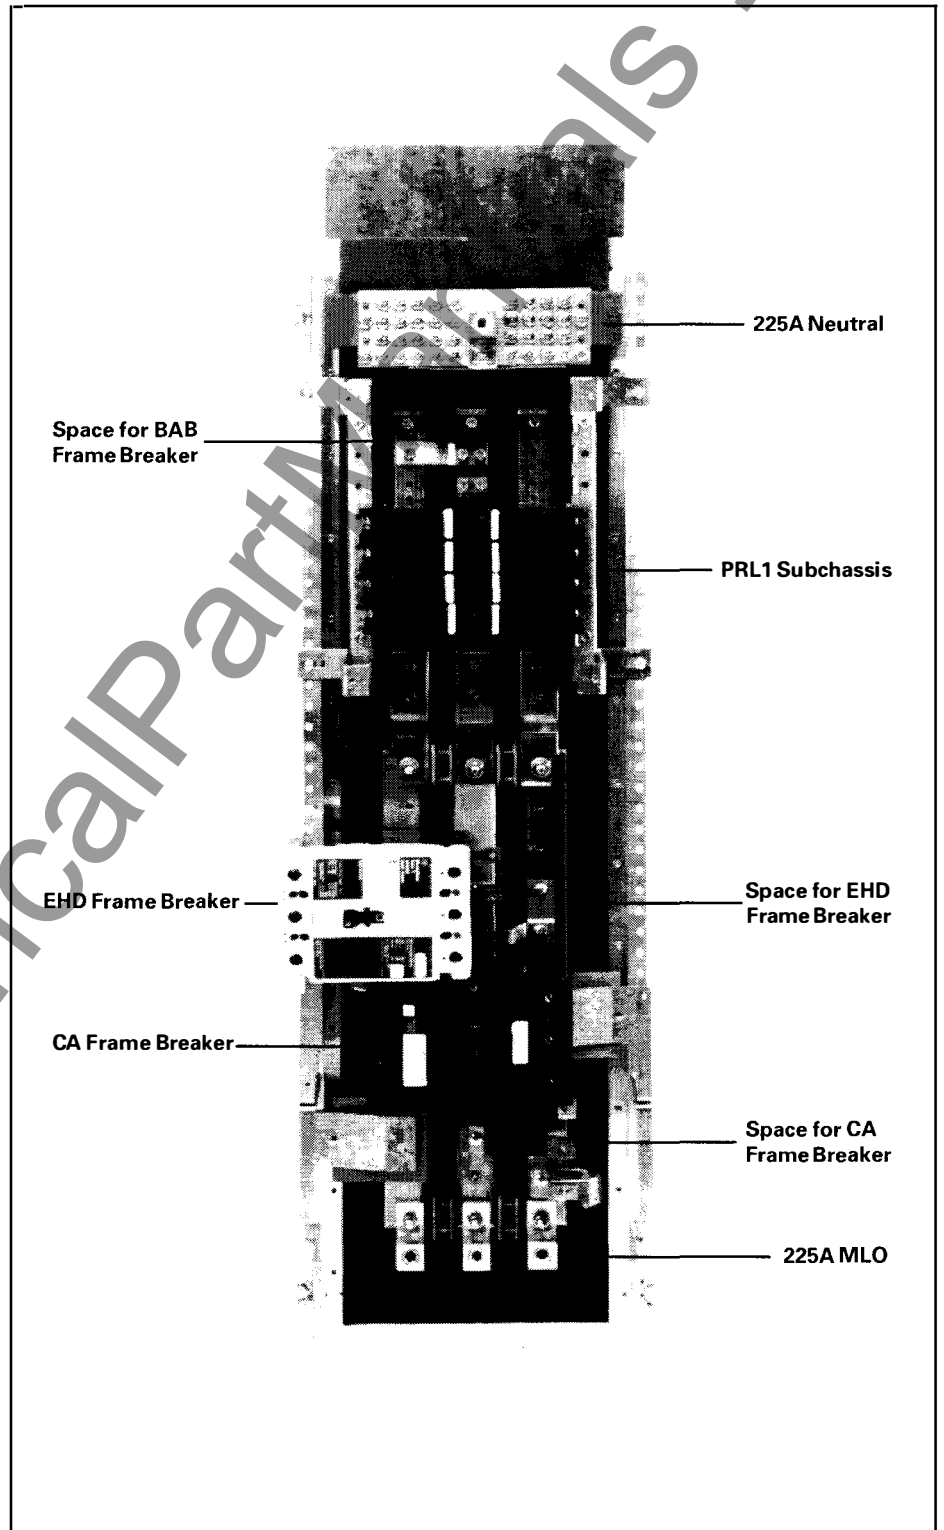 225A Neutral
Space for BAB
Frame Breaker
PRL1 Subchassis
EHD Frame Breaker
Space for EHD
Frame Breaker
CA Frame Breaker
Space for CA
Frame Breaker
225A MLO
icalPartManuals